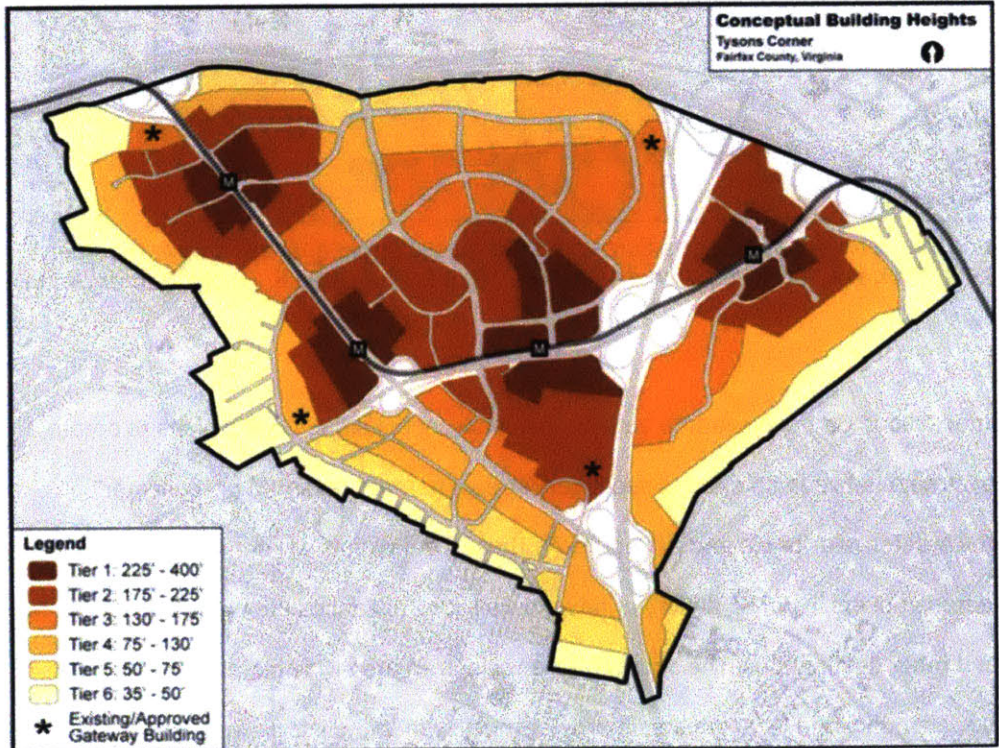 Conceptual Building Heights
Tysons Corner
Fairfax County, Virginia
M
M
M
M
Legend
Tier 1: 225' - 400'
Tier 2: 175' - 225'
Tier 3: 130' - 175'
Tier 4: 75' - 130'
Tier 5: 50' - 75'
Tier 6: 35' - 50'
* Existing/Approved
Gateway Building